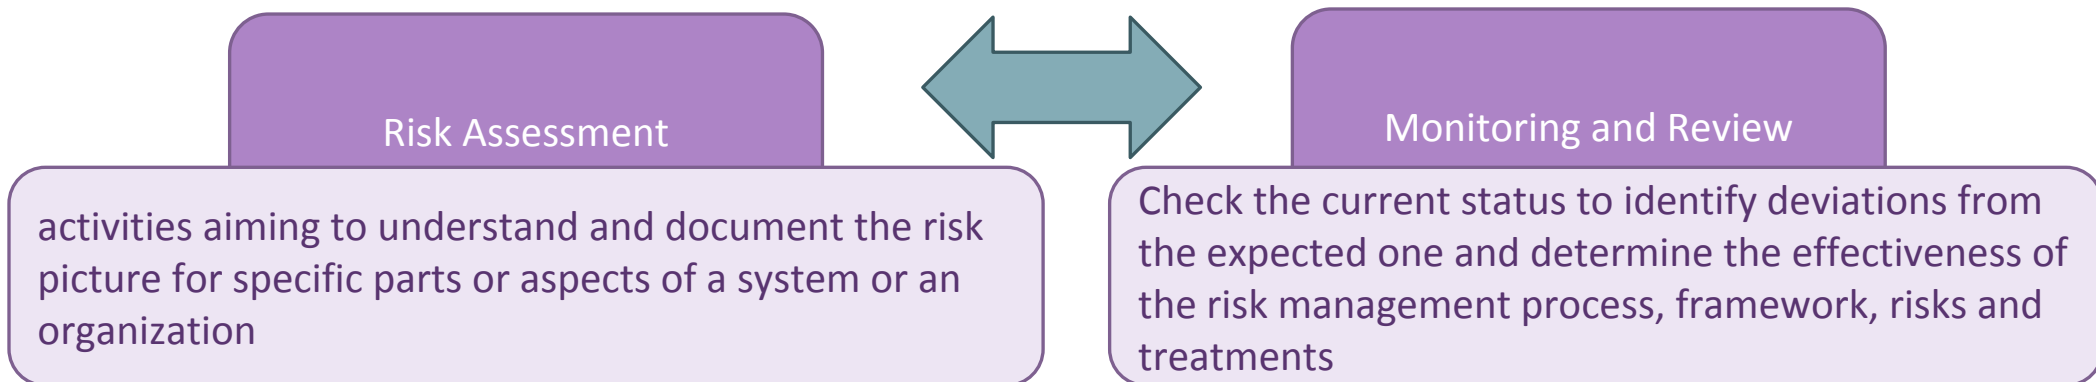 Risk Assessment
activities aiming to understand and document the risk
picture for specific parts or aspects of a system or an
organization
Monitoring and Review
Check the current status to identify deviations from
the expected one and determine the effectiveness of
the risk management process, framework, risks and
treatments